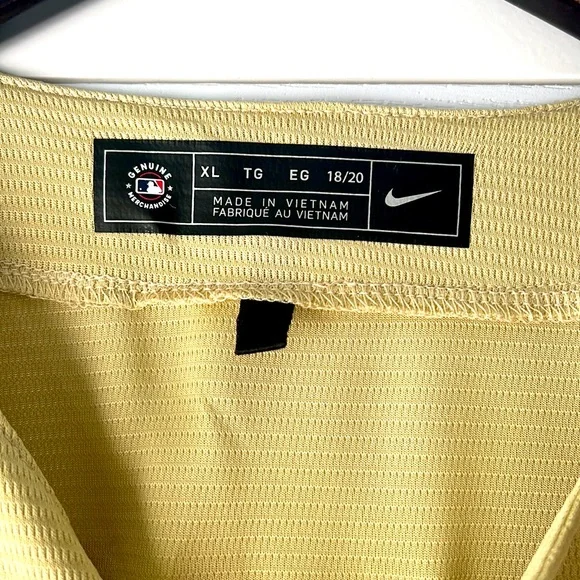 GENUINE
MERCHANDISE
XL TG EG 18/20
MADE IN VIETNAM
FABRIQUÉ AU VIETNAM